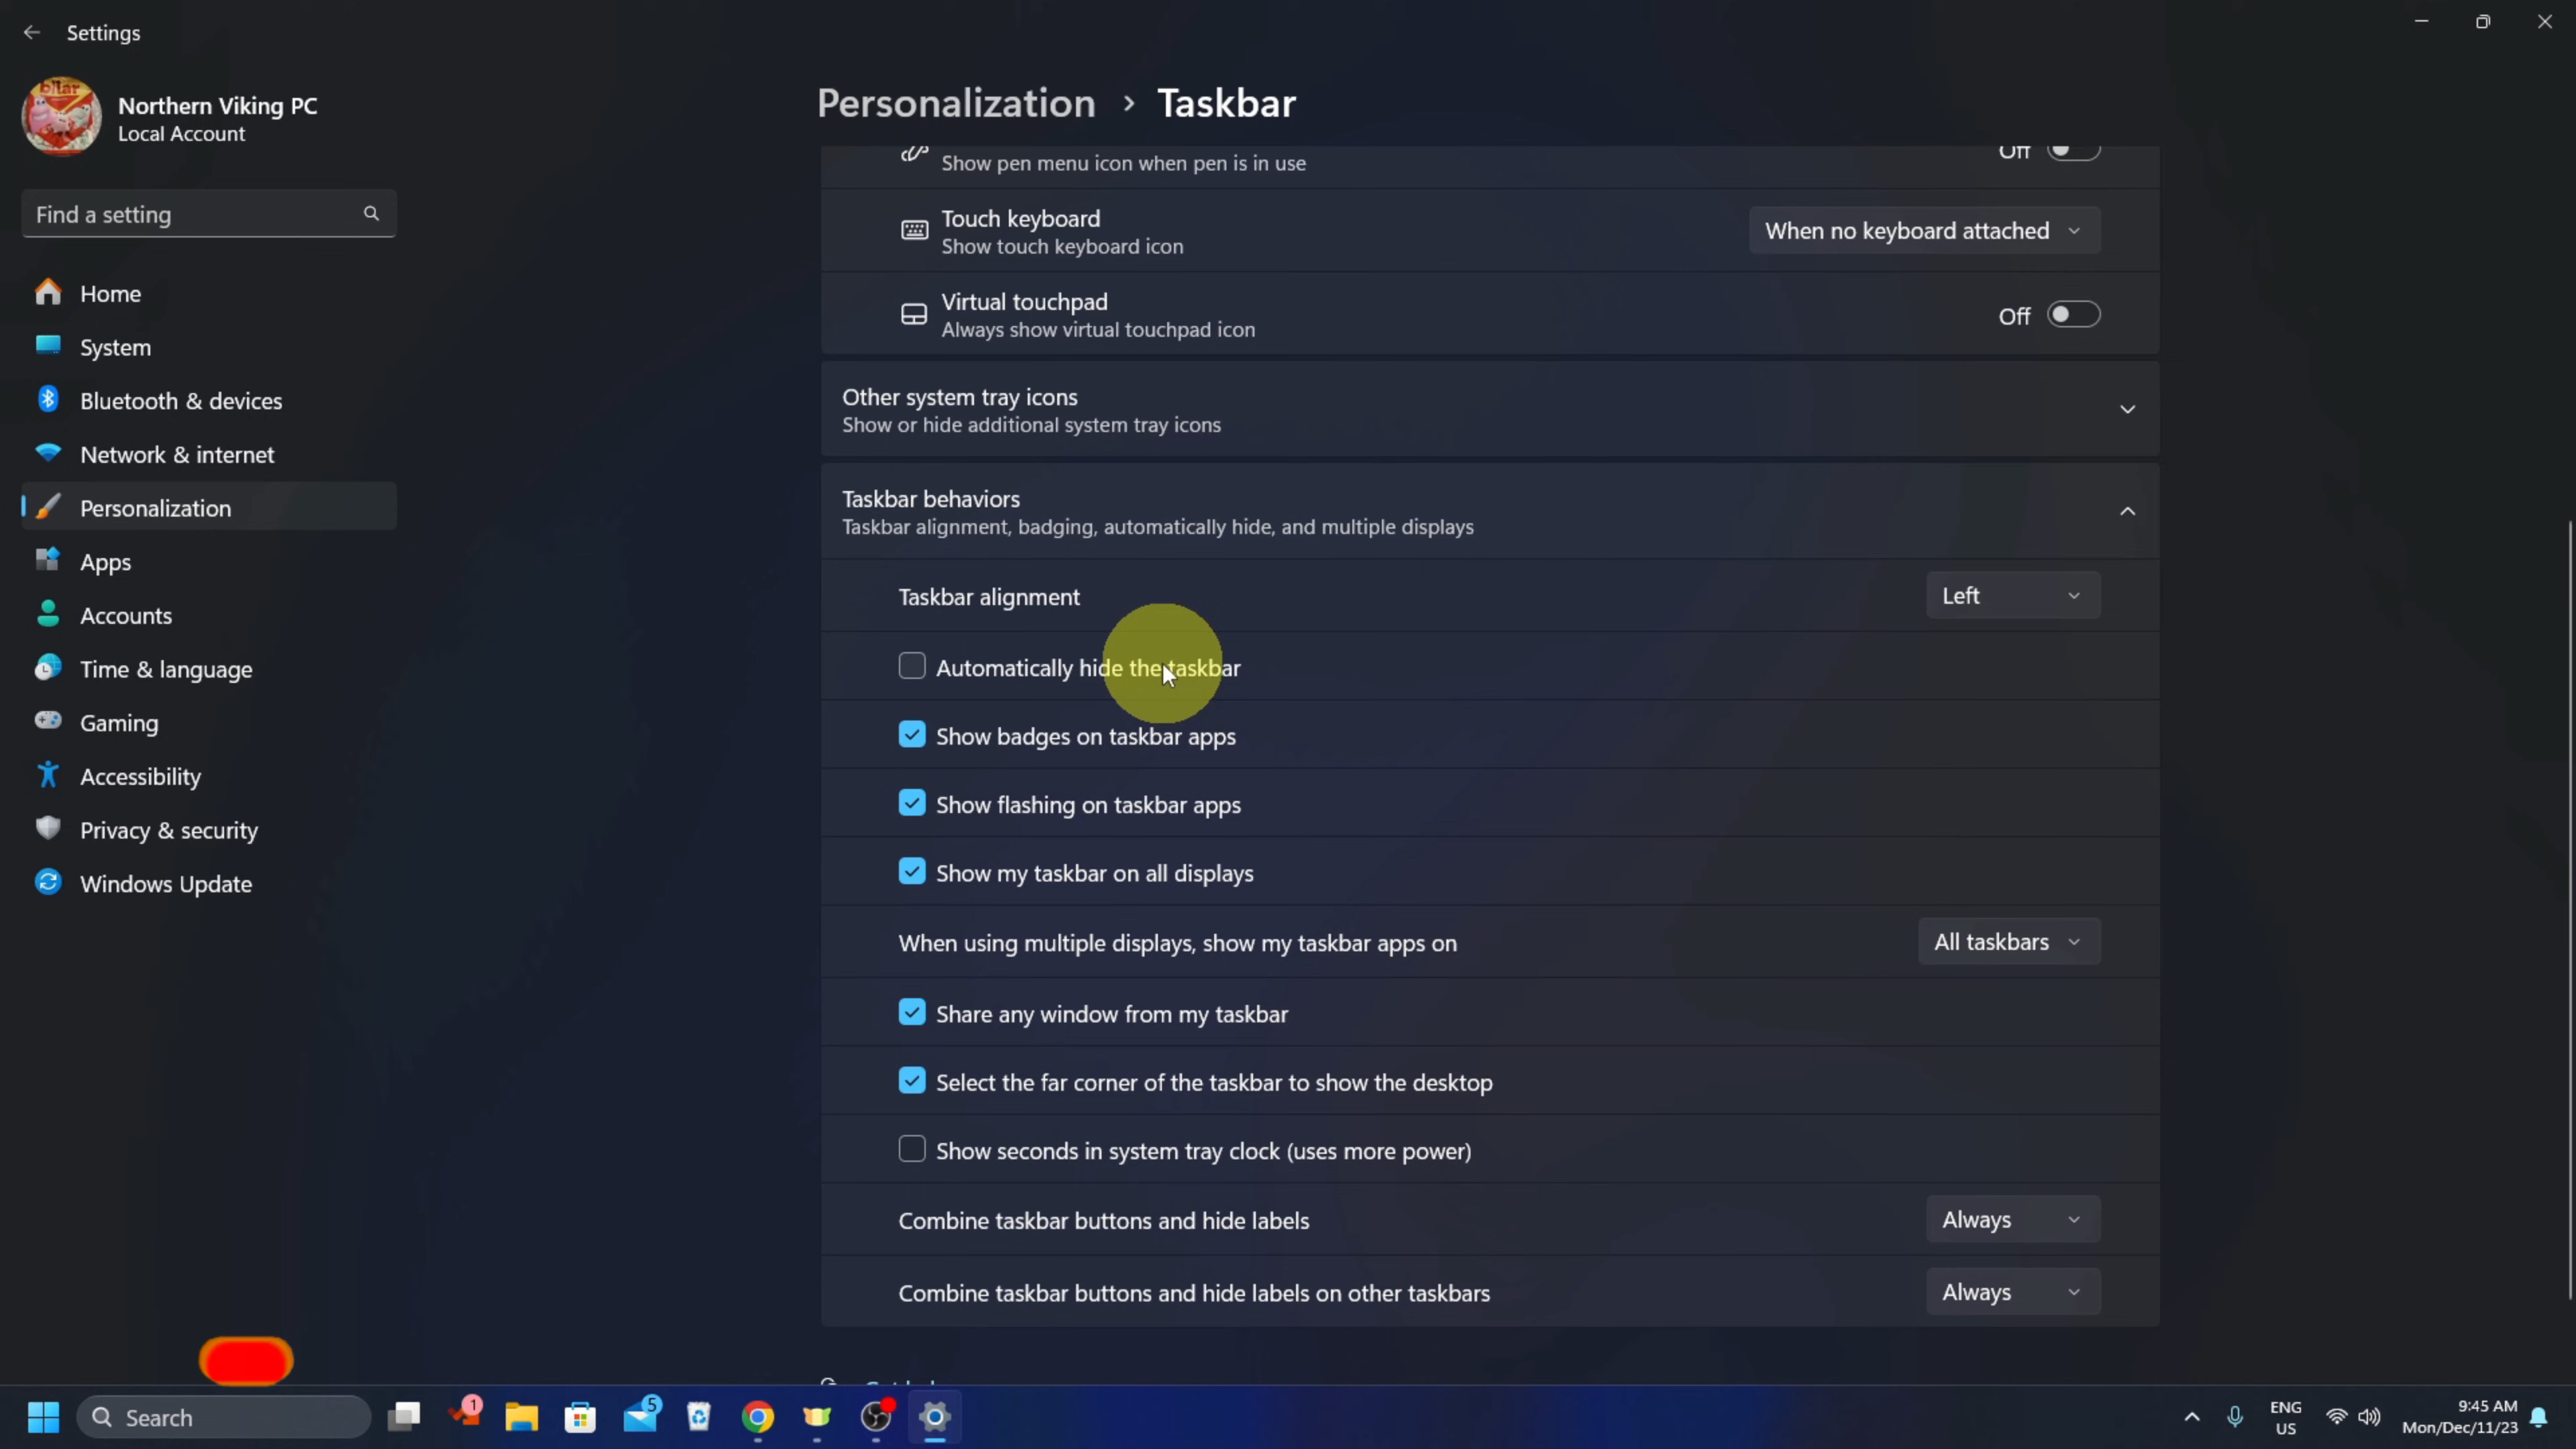 Settings
Northern Viking PC
Local Account
Find a setting
Home
System
Bluetooth & devices
Network & internet
Personalization
Apps
Accounts
Time & language
Gaming
Accessibility
Privacy & security
Windows Update
Personalization > Taskbar
Show pen menu icon when pen is in use
Off
Touch keyboard
Show touch keyboard icon
When no keyboard attached
Virtual touchpad
Always show virtual touchpad icon
Off
Other system tray icons
Show or hide additional system tray icons
Taskbar behaviors
Taskbar alignment, badging, automatically hide, and multiple displays
Taskbar alignment
Left
Automatically hide the taskbar
Show badges on taskbar apps
Show flashing on taskbar apps
Show my taskbar on all displays
When using multiple displays, show my taskbar apps on
All taskbars
Share any window from my taskbar
Select the far corner of the taskbar to show the desktop
Show seconds in system tray clock (uses more power)
Combine taskbar buttons and hide labels
Always
Combine taskbar buttons and hide labels on other taskbars
Always
Search
1
5
ENG
US
9:45 AM
Mon/Dec/11/23